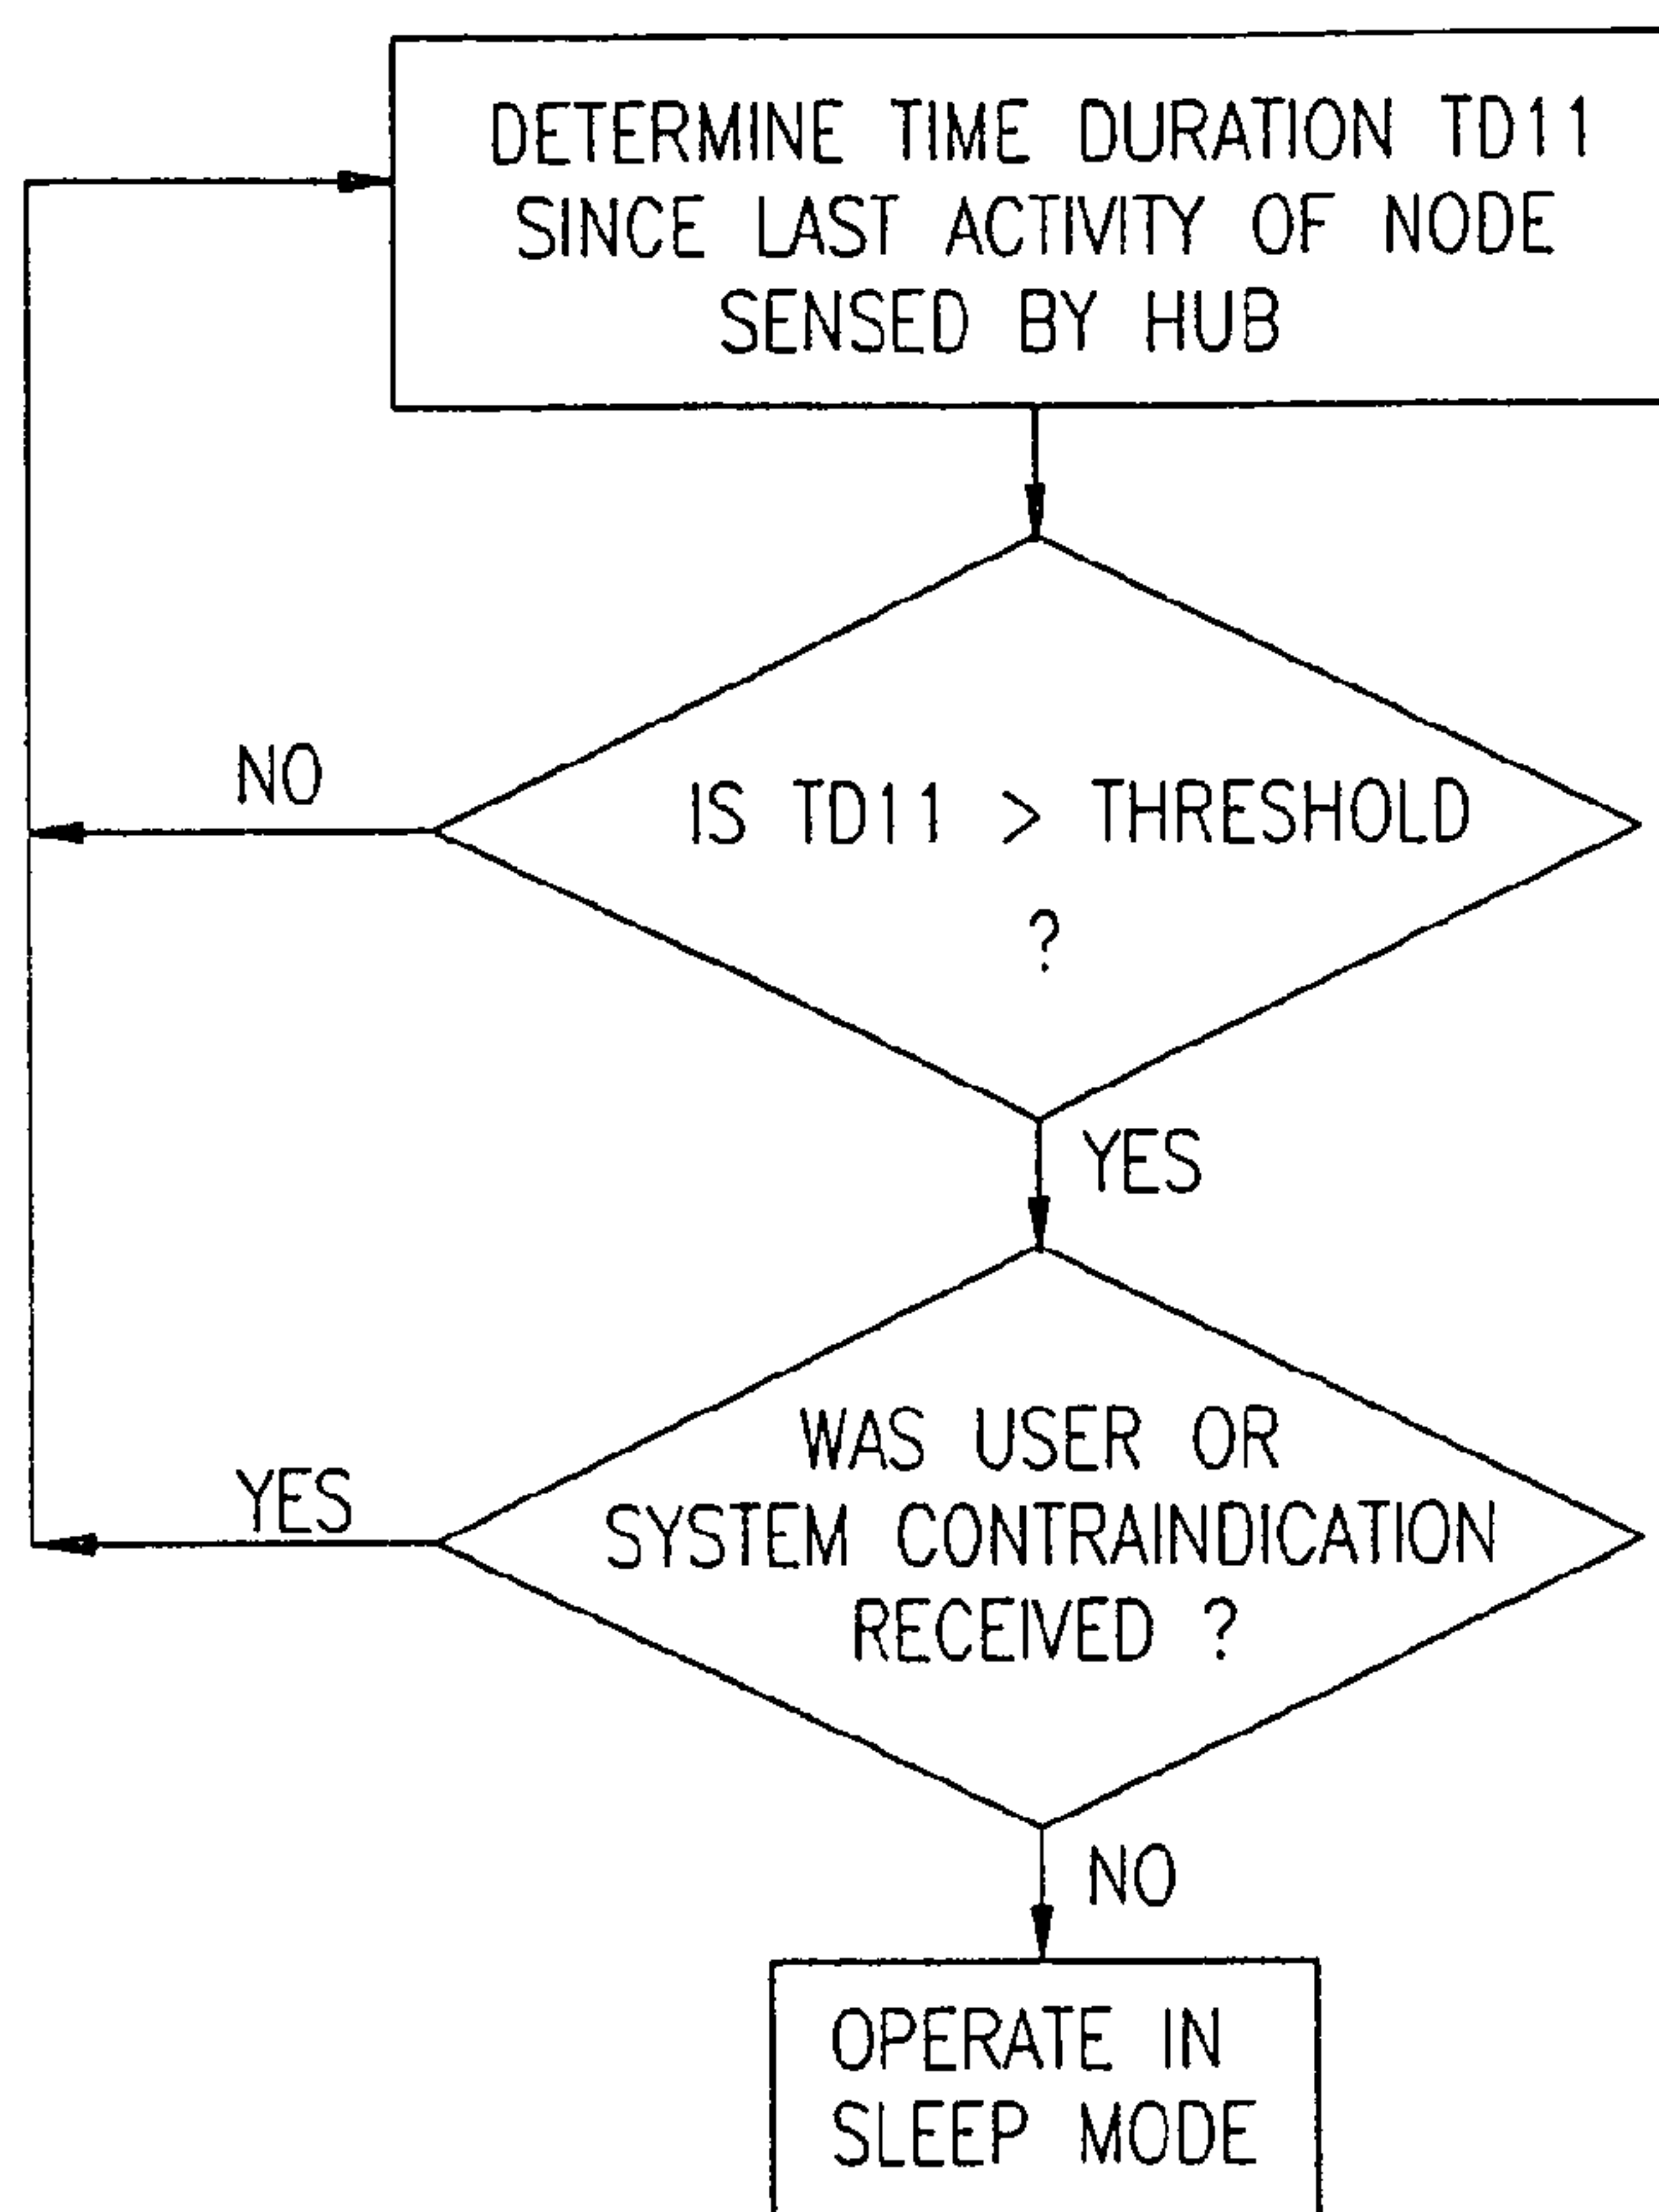 DETERMINE TIME DURATION TD11
SINCE LAST ACTIVITY OF NODE
SENSED BY HUB
NO
IS TD11 > THRESHOLD
?
YES
WAS USER OR
SYSTEM CONTRAINDICATION
RECEIVED ?
YES
NO
OPERATE IN
SLEEP MODE